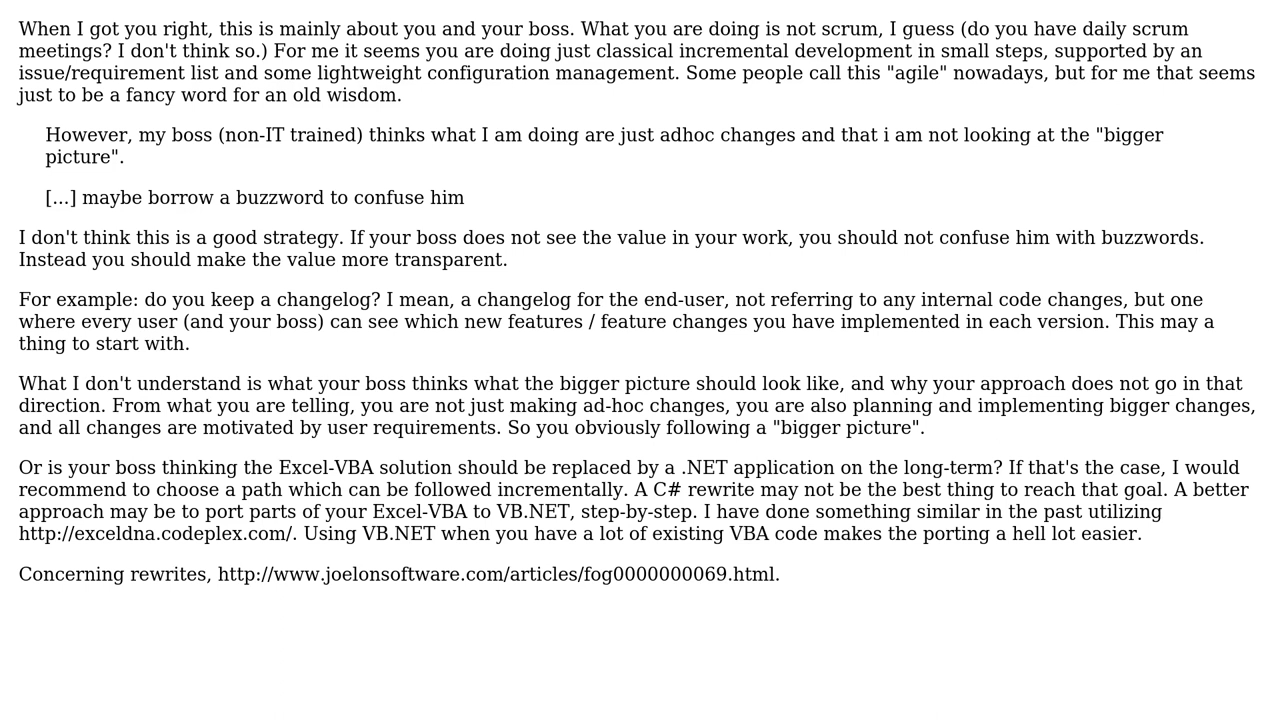 When I got you right, this is mainly about you and your boss. What you are doing is not scrum, I guess (do you have daily scrum
meetings? I don't think so.) For me it seems you are doing just classical incremental development in small steps, supported by an
issue/requirement list and some lightweight configuration management. Some people call this "agile" nowadays, but for me that seems
just to be a fancy word for an old wisdom.
However, my boss (non-IT trained) thinks what I am doing are just adhoc changes and that i am not looking at the "bigger
picture".
[...] maybe borrow a buzzword to confuse him
I don't think this is a good strategy. If your boss does not see the value in your work, you should not confuse him with buzzwords.
Instead you should make the value more transparent.
For example: do you keep a changelog? I mean, a changelog for the end-user, not referring to any internal code changes, but one
where every user (and your boss) can see which new features / feature changes you have implemented in each version. This may a
thing to start with.
What I don't understand is what your boss thinks what the bigger picture should look like, and why your approach does not go in that
direction. From what you are telling, you are not just making ad-hoc changes, you are also planning and implementing bigger changes,
and all changes are motivated by user requirements. So you obviously following a "bigger picture".
Or is your boss thinking the Excel-VBA solution should be replaced by a .NET application on the long-term? If that's the case, I would
recommend to choose a path which can be followed incrementally. A C# rewrite may not be the best thing to reach that goal. A better
approach may be to port parts of your Excel-VBA to VB.NET, step-by-step. I have done something similar in the past utilizing
http://exceldna.codeplex.com/. Using VB.NET when you have a lot of existing VBA code makes the porting a hell lot easier.
Concerning rewrites, http://www.joelonsoftware.com/articles/fog0000000069.html.